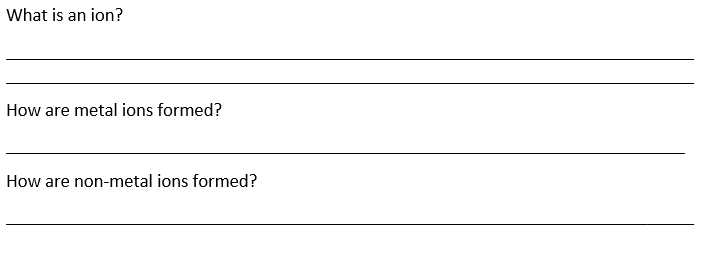 What is an ion?
How are metal ions formed?
How are non-metal ions formed?